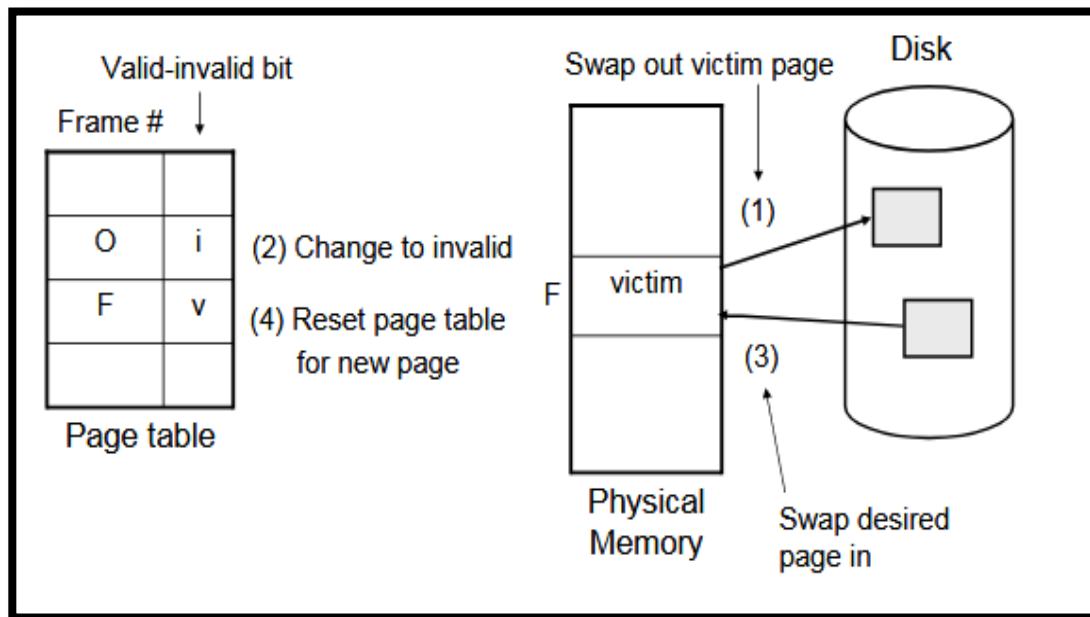 Valid-invalid bit
Frame #
O i
F v
(2) Change to invalid
(4) Reset page table
for new page
Page table
Swap out victim page
Disk
(1)
F
victim
(3)
Physical
Memory
Swap desired
page in